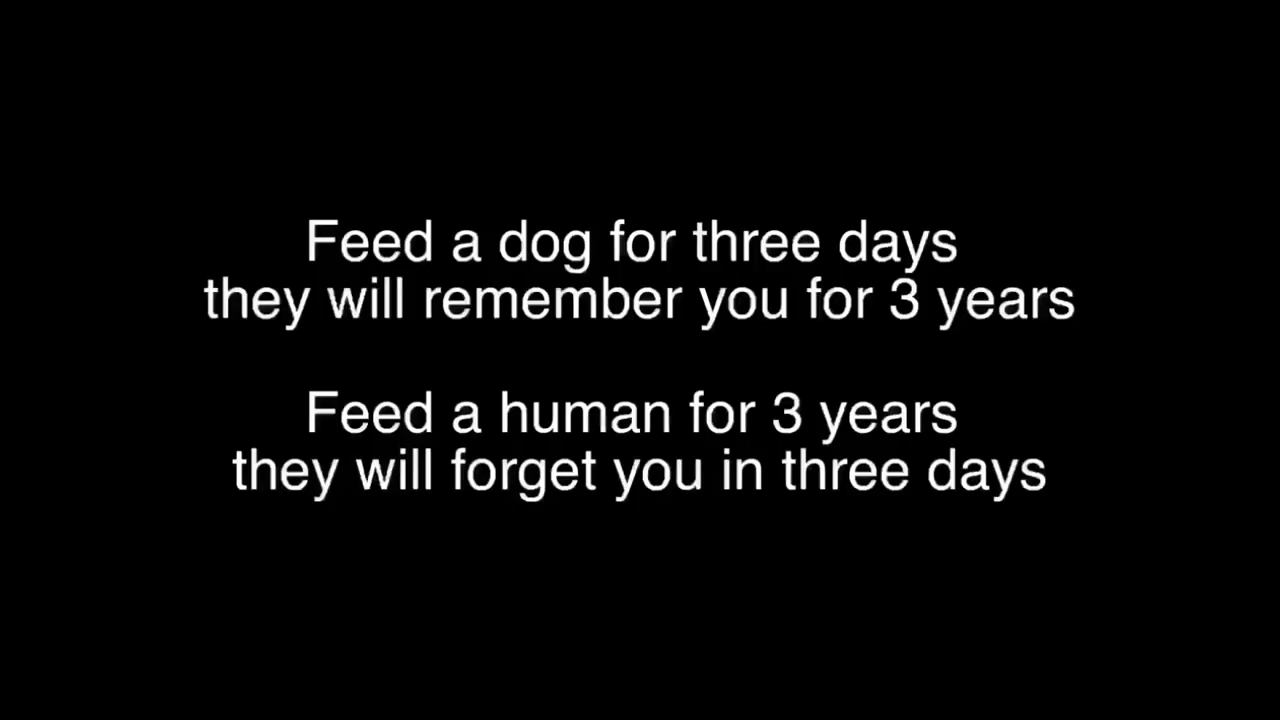 Feed a dog for three days
they will remember you for 3 years
Feed a human for 3 years
they will forget you in three days